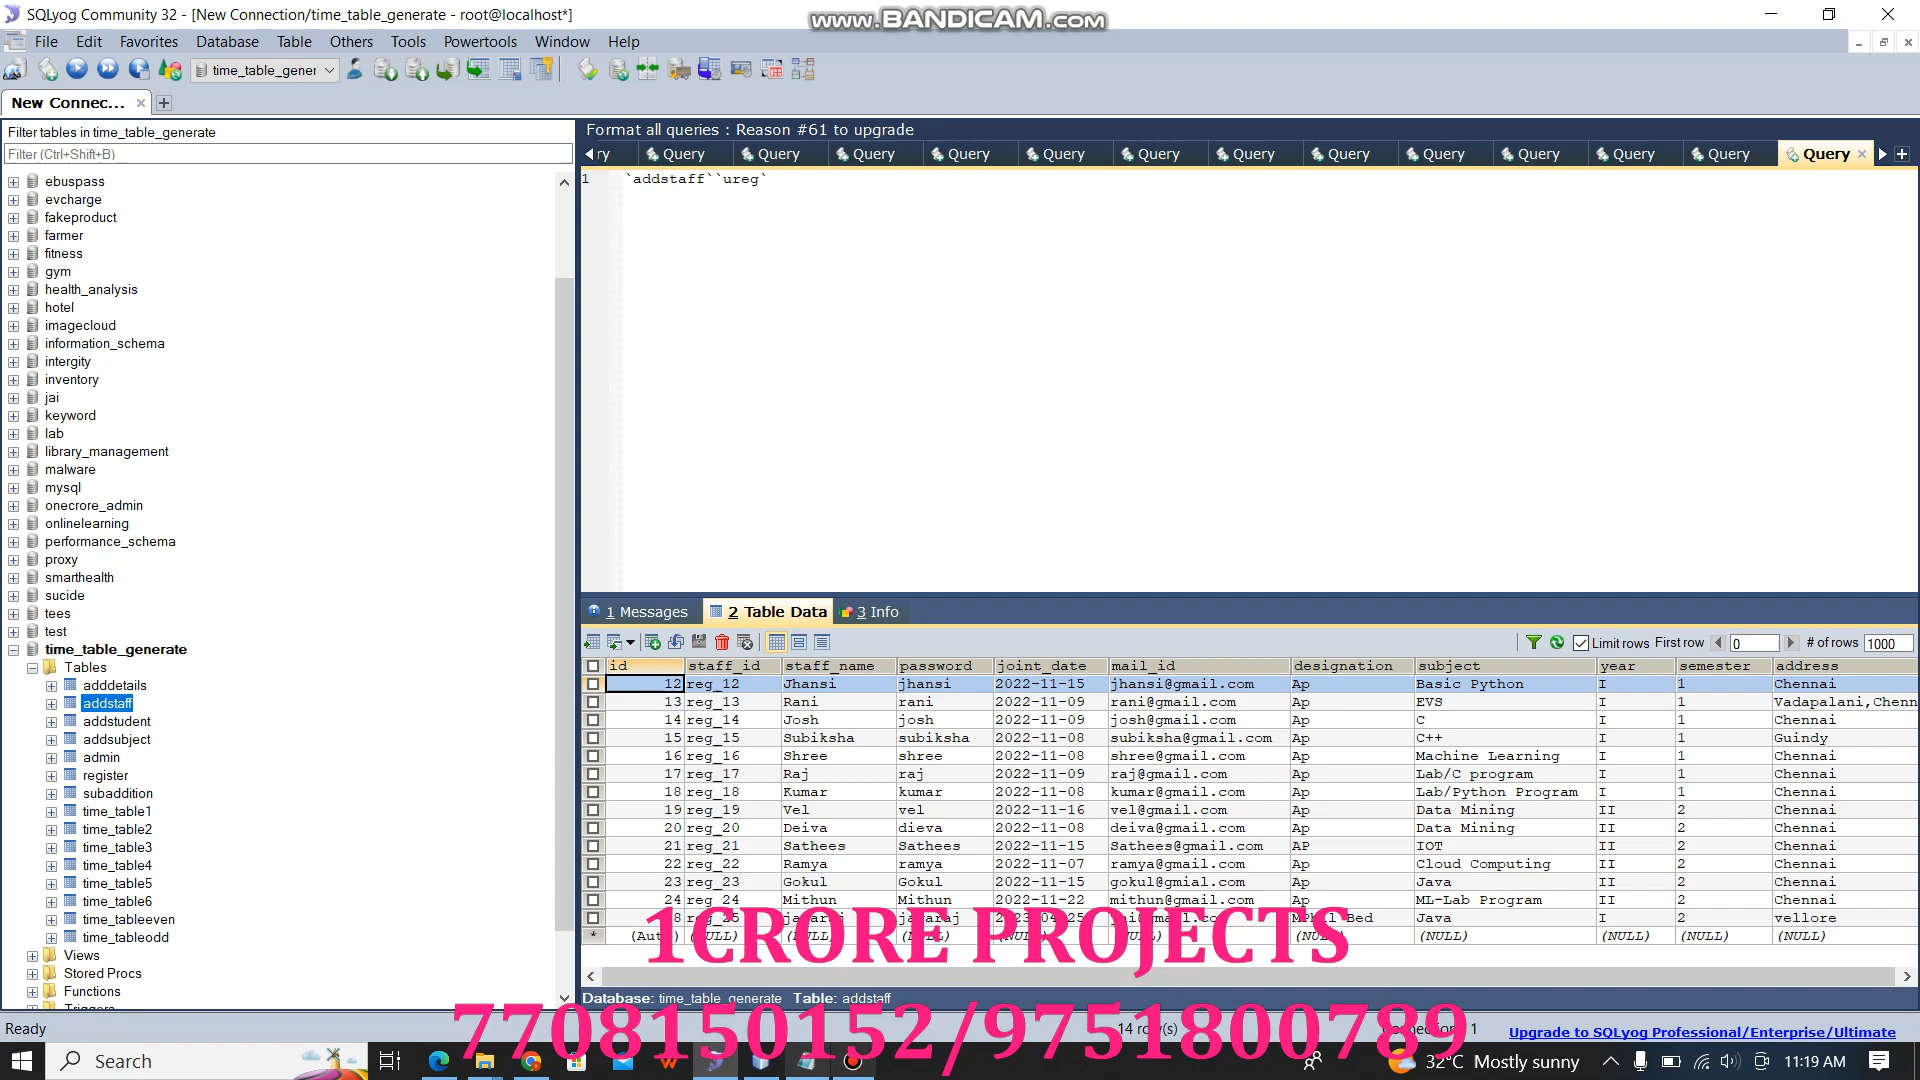 SQLyog Community 32 - [New Connection/time_table_generate - root@localhost*]
www.BANDICAM.com
File Edit Favorites Database Table Others Tools Powertools Window Help
time_table_gener
New Connec...
Filter tables in time_table_generate
Filter (Ctrl+Shift+B)
ebuspass
evcharge
fakeproduct
farmer
fitness
gym
health_analysis
hotel
imagecloud
information_schema
intergity
inventory
jai
keyword
lab
library_management
malware
mysql
onecrore_admin
onlinelearning
performance_schema
proxy
smarthealth
sucide
tees
test
time_table_generate
Tables
adddetails
addstaff
addstudent
addsubject
admin
register
subaddition
time_table1
time_table2
time_table3
time_table4
time_table5
time_table6
time_tableeven
time_tableodd
Views
Stored Procs
Functions
Triggers
Format all queries : Reason #61 to upgrade
ry Query Query Query Query Query Query Query Query Query Query Query Query Query
1 `addstaff``ureg`
1 Messages 2 Table Data 3 Info
Limit rows First row 0 # of rows 1000
id staff_id staff_name password joint_date mail_id designation subject year semester address
12 reg_12 Jhansi jhansi 2022-11-15 jhansi@gmail.com Ap Basic Python I 1 Chennai
13 reg_13 Rani rani 2022-11-09 rani@gmail.com Ap EVS I 1 Vadapalani,Chenn
14 reg_14 Josh josh 2022-11-09 josh@gmail.com Ap C I 1 Chennai
15 reg_15 Subiksha subiksha 2022-11-08 subiksha@gmail.com Ap C++ I 1 Guindy
16 reg_16 Shree shree 2022-11-08 shree@gmail.com Ap Machine Learning I 1 Chennai
17 reg_17 Raj raj 2022-11-09 raj@gmail.com Ap Lab/C program I 1 Chennai
18 reg_18 Kumar kumar 2022-11-08 kumar@gmail.com Ap Lab/Python Program I 1 Chennai
19 reg_19 Vel vel 2022-11-16 vel@gmail.com Ap Data Mining II 2 Chennai
20 reg_20 Deiva dieva 2022-11-08 deiva@gmail.com Ap Data Mining II 2 Chennai
21 reg_21 Sathees Sathees 2022-11-15 Sathees@gmail.com AP IOT II 2 Chennai
22 reg_22 Ramya ramya 2022-11-07 ramya@gmail.com Ap Cloud Computing II 2 Chennai
23 reg_23 Gokul Gokul 2022-11-15 gokul@gmial.com Ap Java II 2 Chennai
24 reg_24 Mithun Mithun 2022-11-22 mithun@gmail.com Ap ML-Lab Program II 2 Chennai
Bed Java I 2 vellore
(NULL) (NULL) (NULL) (NULL) (NULL)
1CRORE PROJECTS
Database: time_table_generate Table: addstaff
7708150152/9751800789
Ready 14 row(s) Upgrade to SQLyog Professional/Enterprise/Ultimate
Search 32°C Mostly sunny 11:19 AM